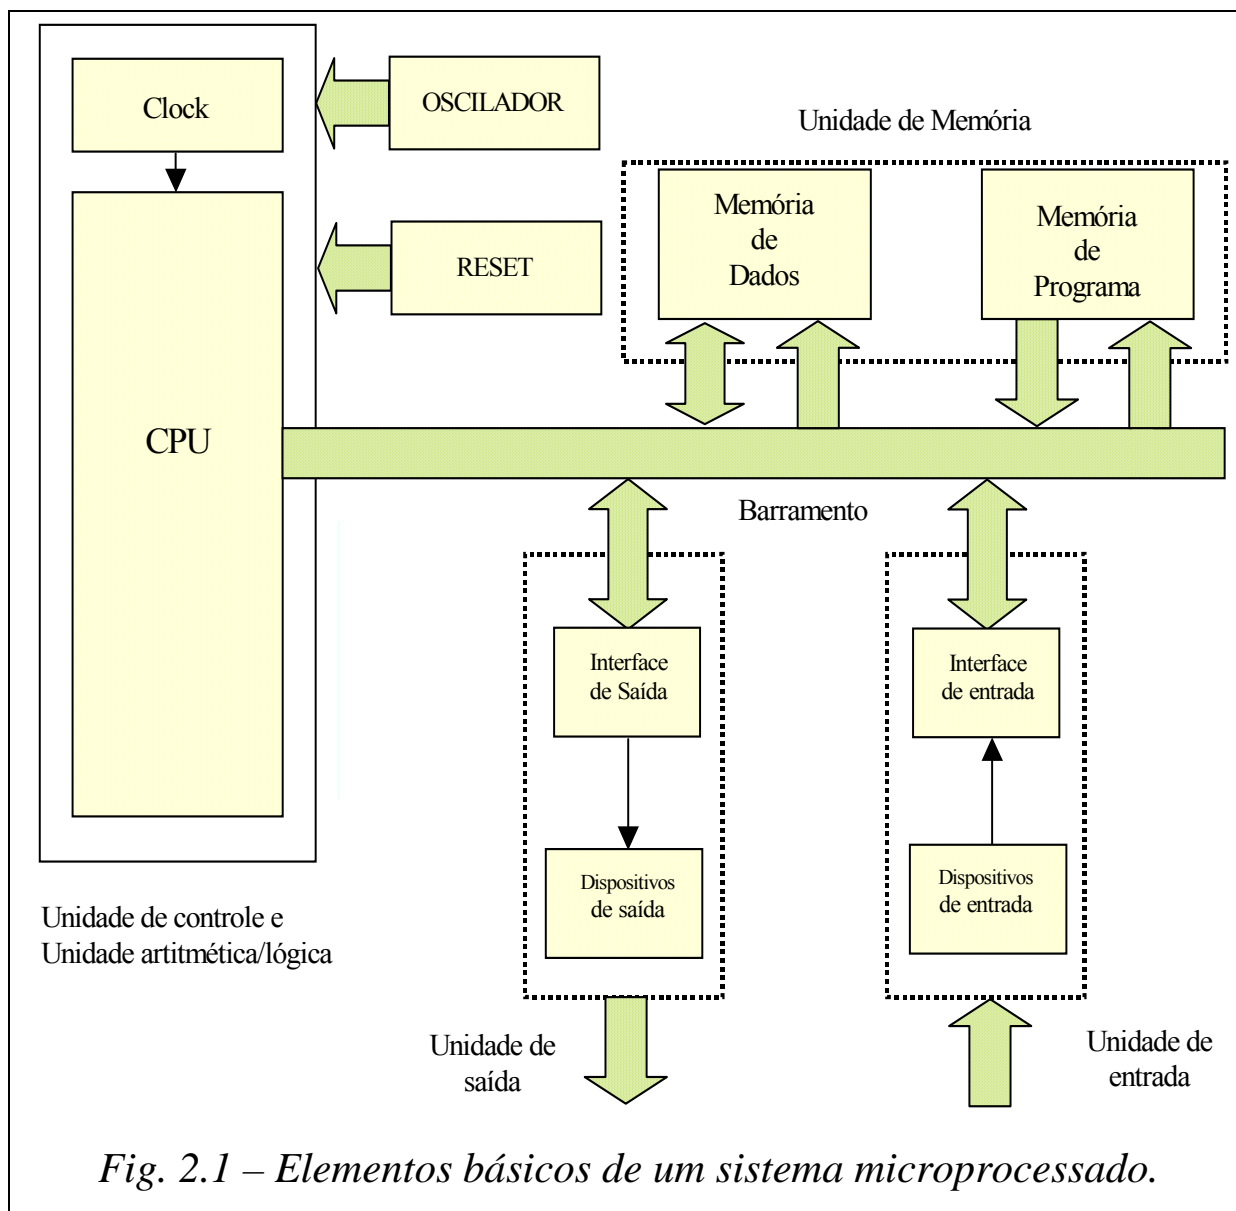 Clock
OSCILADOR
Unidade de Memória
Memória
de
Dados
Memória
de
Programa
RESET
CPU
Barramento
Interface
de Saída
Interface
de entrada
Dispositivos
de saída
Dispositivos
de entrada
Unidade de controle e
Unidade artitmética/lógica
Unidade de
saída
Unidade de
entrada
Fig. 2.1 – Elementos básicos de um sistema microprocessado.